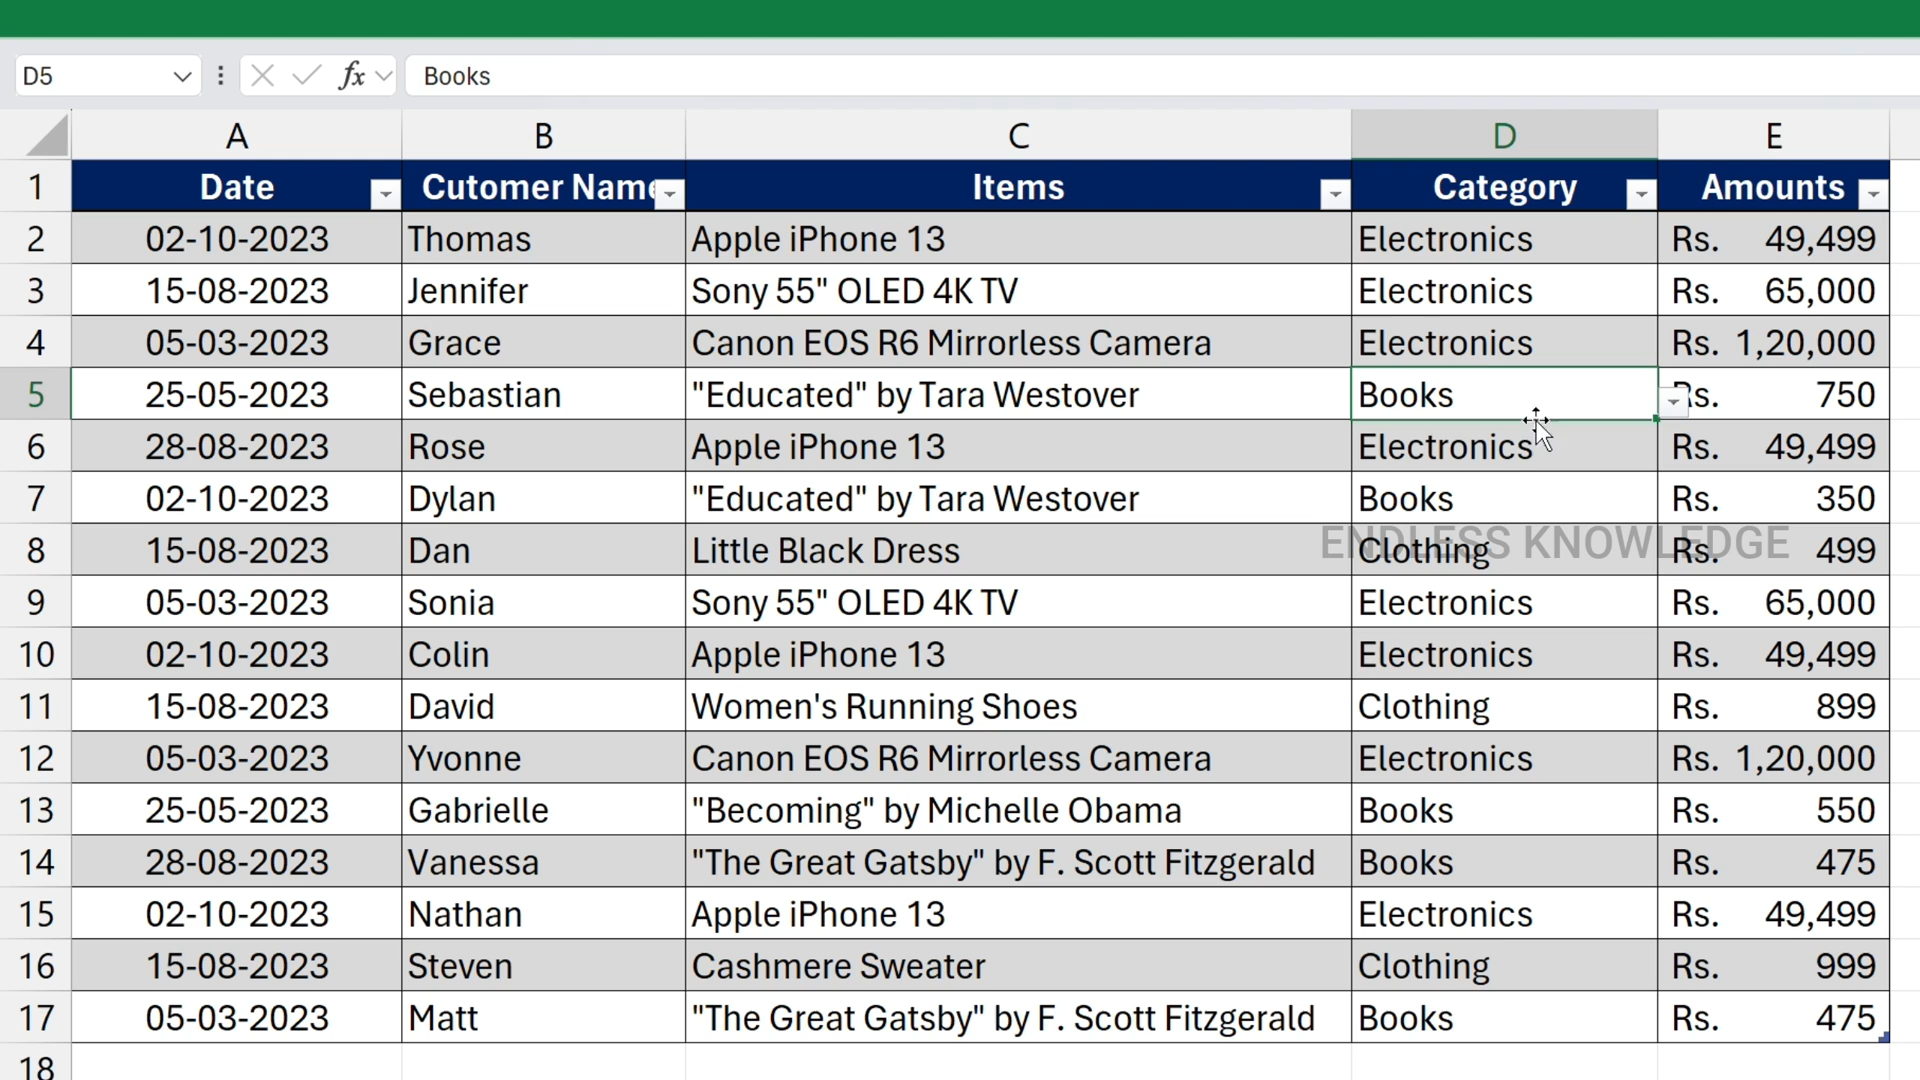 D5 fx Books
A B C D E
1 Date Cutomer Name Items Category Amounts
2 02-10-2023 Thomas Apple iPhone 13 Electronics Rs. 49,499
3 15-08-2023 Jennifer Sony 55" OLED 4K TV Electronics Rs. 65,000
4 05-03-2023 Grace Canon EOS R6 Mirrorless Camera Electronics Rs. 1,20,000
5 25-05-2023 Sebastian "Educated" by Tara Westover Books Rs. 750
6 28-08-2023 Rose Apple iPhone 13 Electronics Rs. 49,499
7 02-10-2023 Dylan "Educated" by Tara Westover Books Rs. 350
ENDLESS KNOWLEDGE
8 15-08-2023 Dan Little Black Dress Clothing Rs. 499
9 05-03-2023 Sonia Sony 55" OLED 4K TV Electronics Rs. 65,000
10 02-10-2023 Colin Apple iPhone 13 Electronics Rs. 49,499
11 15-08-2023 David Women's Running Shoes Clothing Rs. 899
12 05-03-2023 Yvonne Canon EOS R6 Mirrorless Camera Electronics Rs. 1,20,000
13 25-05-2023 Gabrielle "Becoming" by Michelle Obama Books Rs. 550
14 28-08-2023 Vanessa "The Great Gatsby" by F. Scott Fitzgerald Books Rs. 475
15 02-10-2023 Nathan Apple iPhone 13 Electronics Rs. 49,499
16 15-08-2023 Steven Cashmere Sweater Clothing Rs. 999
17 05-03-2023 Matt "The Great Gatsby" by F. Scott Fitzgerald Books Rs. 475
18